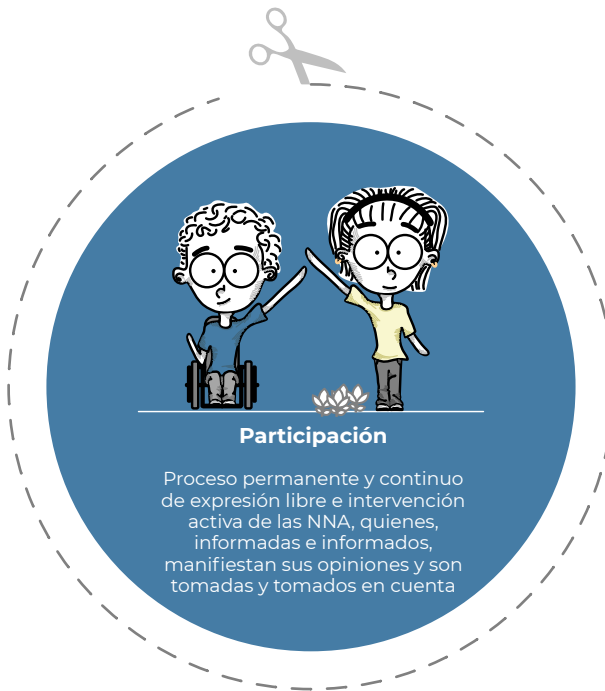 Participación
Proceso permanente y continuo
de expresión libre e intervención
activa de las NNA, quienes,
informadas e informados,
manifiestan sus opiniones y son
tomadas y tomados en cuenta